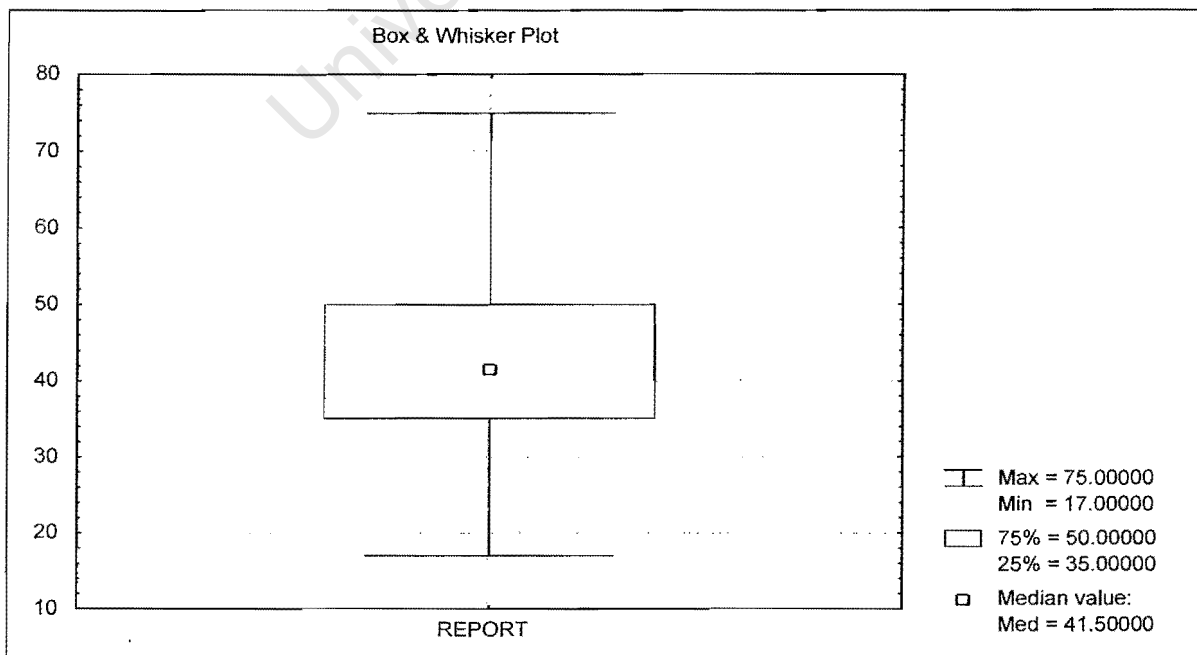 Unive
Box & Whisker Plot
80
70
60
50
40
30
20
10
REPORT
Max = 75.00000
Min = 17.00000
75% = 50.00000
25% = 35.00000
Median value:
Med = 41.50000